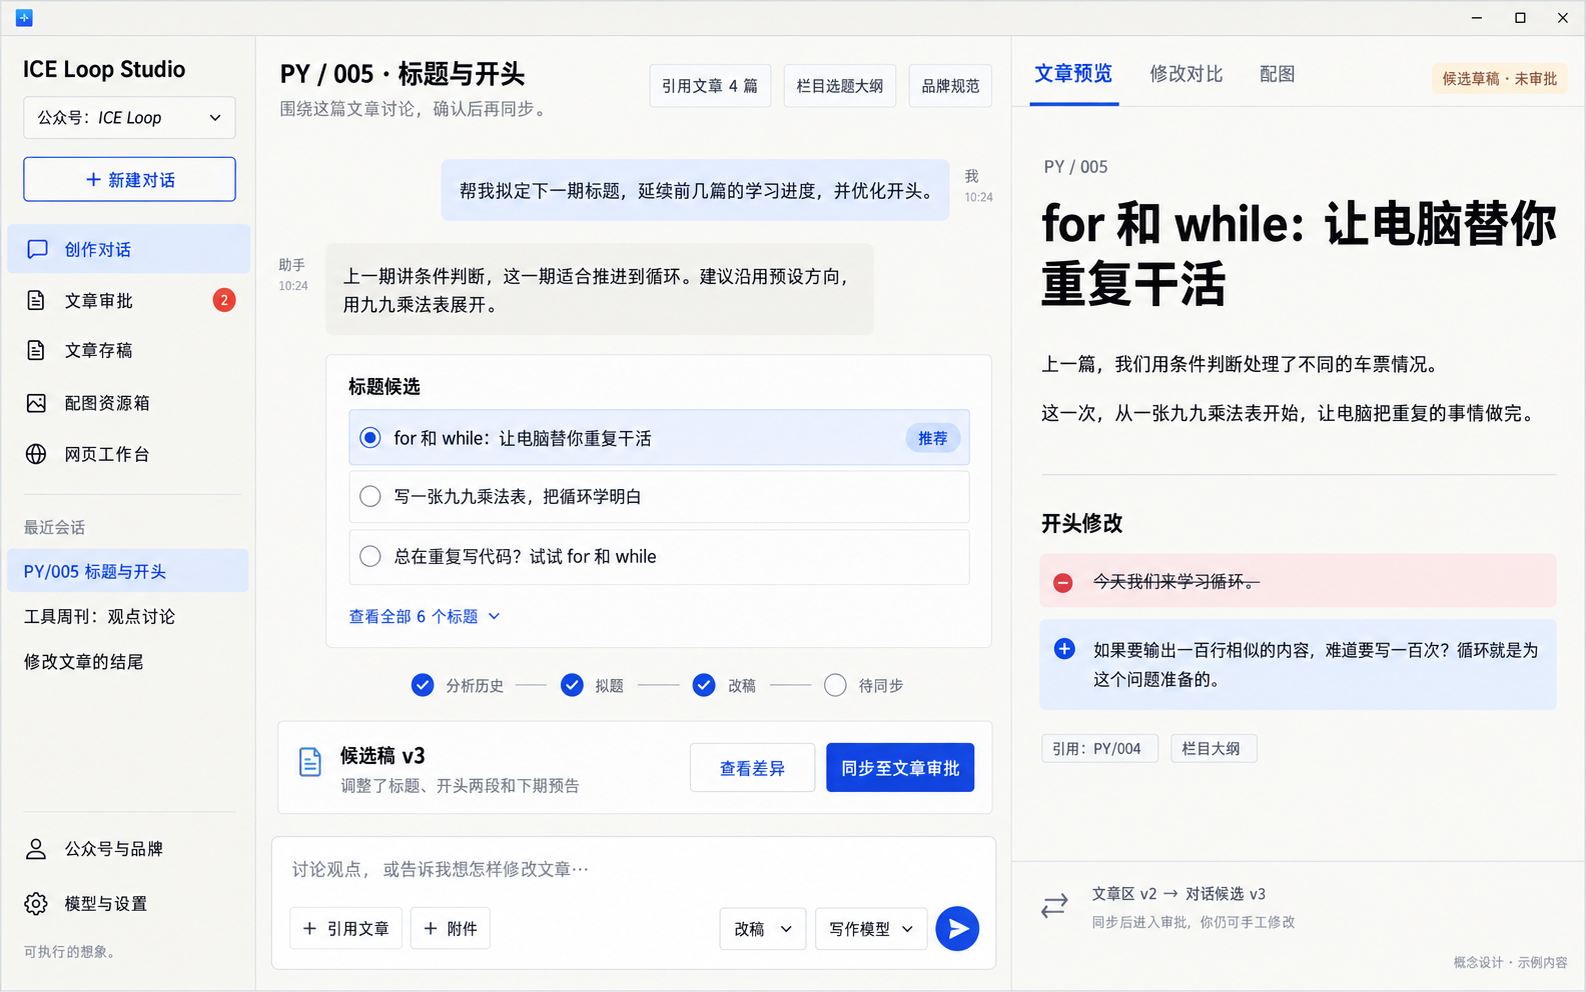 ICE Loop Studio
公众号：ICE Loop
+ 新建对话
创作对话
文章审批 2
文章存稿
配图资源箱
网页工作台
最近会话
PY/005 标题与开头
工具周刊：观点讨论
修改文章的结尾
公众号与品牌
模型与设置
可执行的想象。
PY / 005 · 标题与开头
围绕这篇文章讨论，确认后再同步。
引用文章 4 篇
栏目选题大纲
品牌规范
帮我拟定下一期标题，延续前几篇的学习进度，并优化开头。
我
10:24
助手
10:24
上一期讲条件判断，这一期适合推进到循环。建议沿用预设方向，
用九九乘法表展开。
标题候选
for 和 while：让电脑替你重复干活
推荐
写一张九九乘法表，把循环学明白
总在重复写代码？试试 for 和 while
查看全部 6 个标题
分析历史
拟题
改稿
待同步
候选稿 v3
调整了标题、开头两段和下期预告
查看差异
同步至文章审批
讨论观点，或告诉我想怎样修改文章…
+ 引用文章
+ 附件
改稿
写作模型
文章预览
修改对比
配图
候选草稿 · 未审批
PY / 005
for 和 while：让电脑替你
重复干活
上一篇，我们用条件判断处理了不同的车票情况。
这一次，从一张九九乘法表开始，让电脑把重复的事情做完。
开头修改
今天我们来学习循环。
如果要输出一百行相似的内容，难道要写一百次？循环就是为
这个问题准备的。
引用：PY/004
栏目大纲
文章区 v2 → 对话候选 v3
同步后进入审批，你仍可手工修改
概念设计 · 示例内容